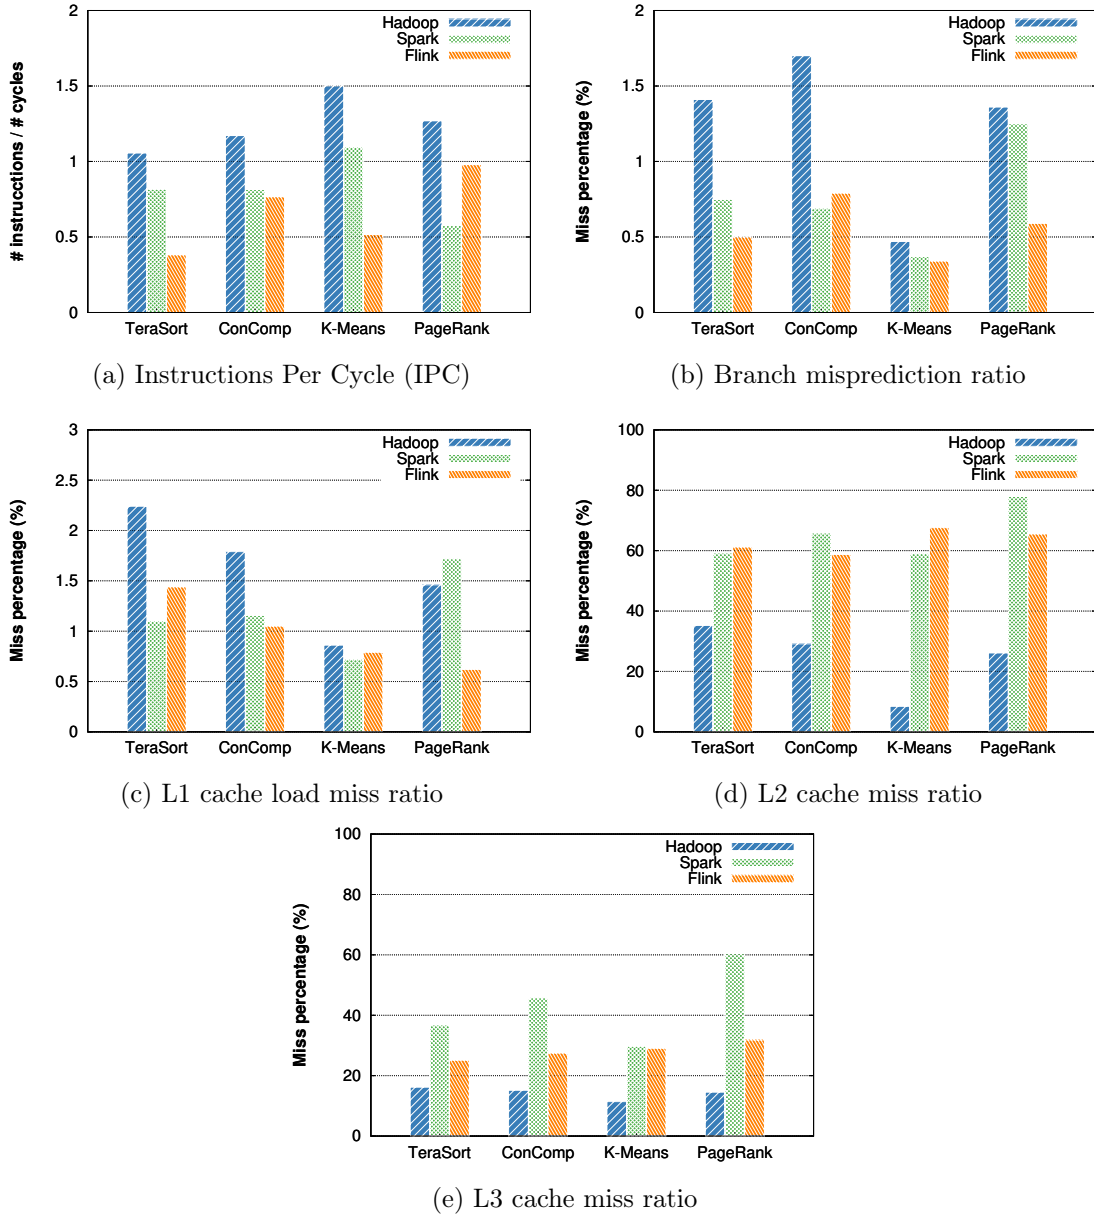 # instrucctions / # cycles
2
1.5
1
0.5
0
Hadoop
Spark
Flink
TeraSort ConComp K-Means PageRank
(a) Instructions Per Cycle (IPC)
Miss percentage (%)
2
1.5
1
0.5
0
Hadoop
Spark
Flink
TeraSort ConComp K-Means PageRank
(b) Branch misprediction ratio
Miss percentage (%)
3
2.5
2
1.5
1
0.5
0
Hadoop
Spark
Flink
TeraSort ConComp K-Means PageRank
(c) L1 cache load miss ratio
Miss percentage (%)
100
80
60
40
20
0
Hadoop
Spark
Flink
TeraSort ConComp K-Means PageRank
(d) L2 cache miss ratio
Miss percentage (%)
100
80
60
40
20
0
Hadoop
Spark
Flink
TeraSort ConComp K-Means PageRank
(e) L3 cache miss ratio